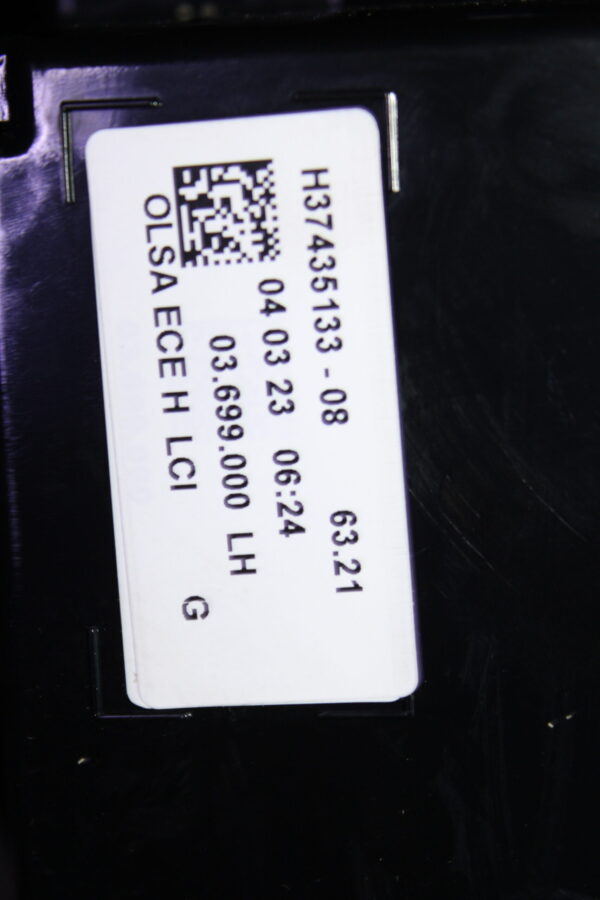 H37435133 - 08 63.21
04 03 23 06:24
03.699.000 LH
OLSA ECE H LCI G